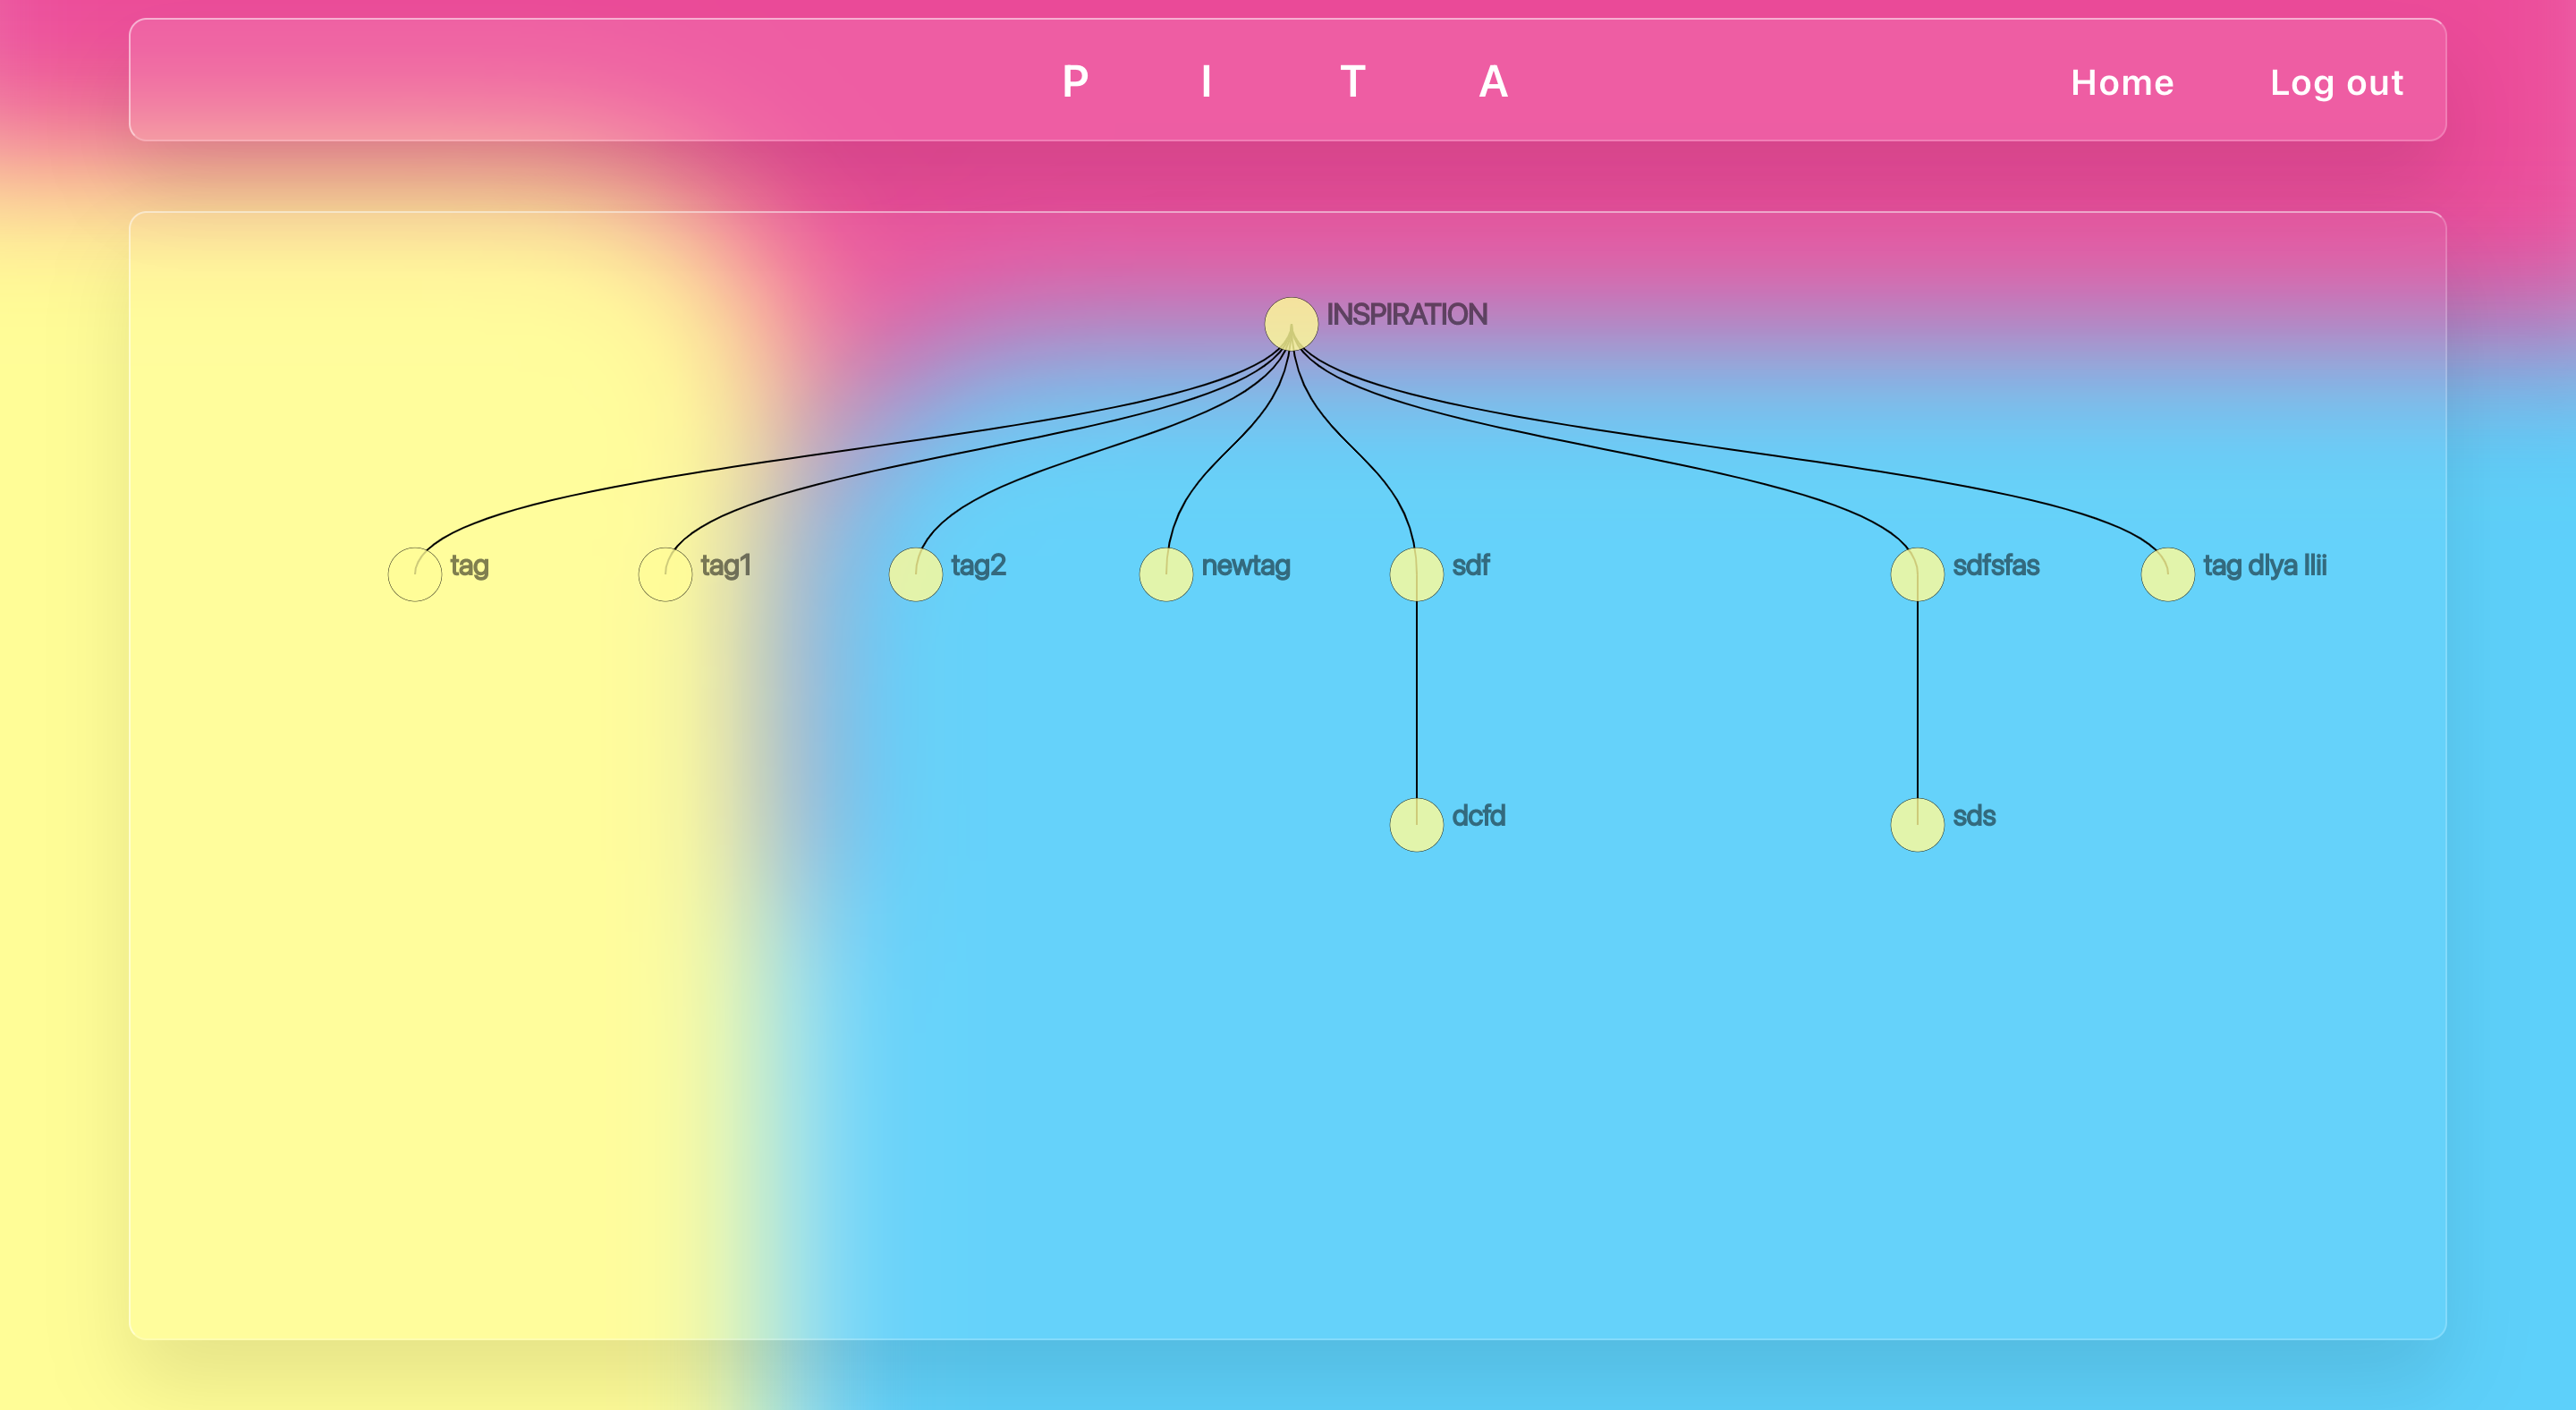 P I T A Home Log out
INSPIRATION
tag tag1 tag2 newtag sdf sdfsfas tag dlya llii
dcfd sds